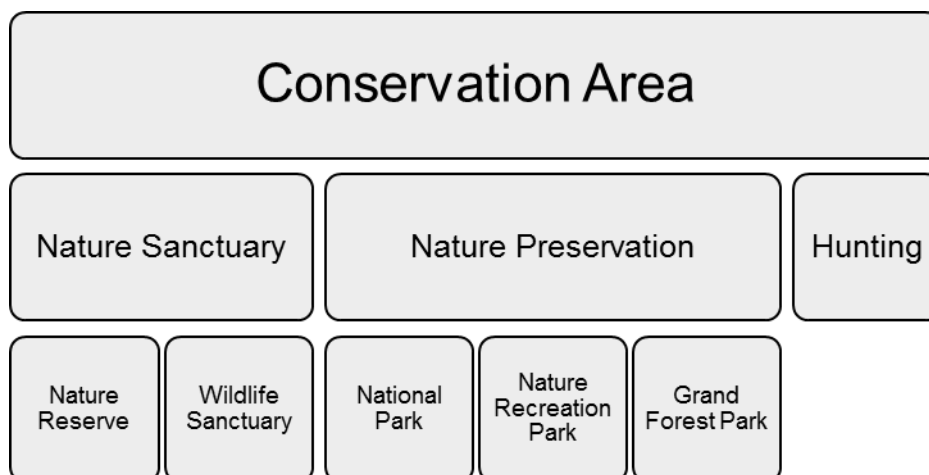 Conservation Area
Nature Sanctuary
Nature Preservation
Hunting
Nature
Reserve
Wildlife
Sanctuary
National
Park
Nature
Recreation
Park
Grand
Forest Park